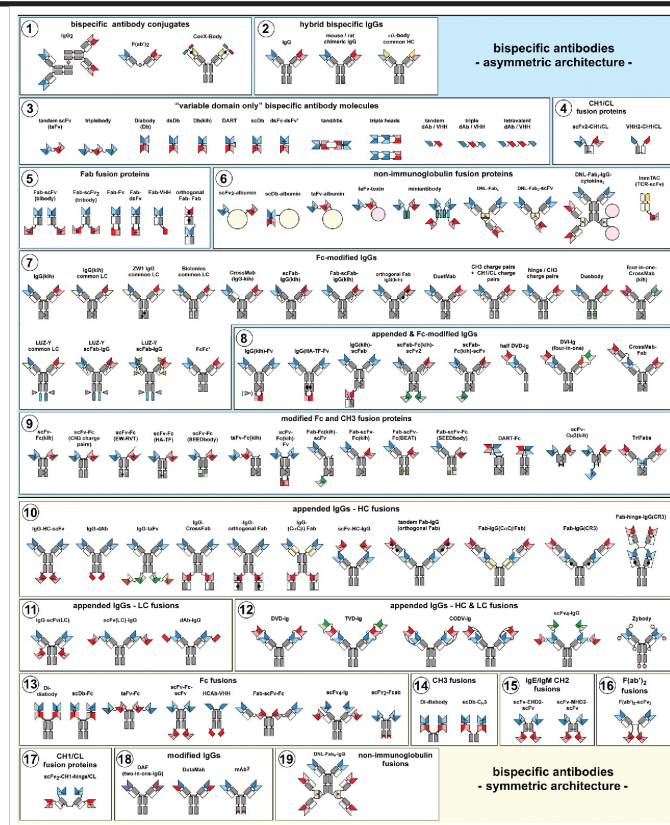 1
bispecific antibody conjugates
IgG2
F(ab')2
CovX-Body
2
hybrid bispecific IgGs
IgG
mouse / rat
chimeric IgG
κλ-body
common HC
bispecific antibodies
- asymmetric architecture -
3
"variable domain only" bispecific antibody molecules
tandem scFv
(taFv)
triplebody
Diabody
(Db)
dsDb
Db(kih)
DART
scDb
dsFv-dsFv'
tandAbs
triple heads
tandem
dAb / VHH
triple
dAb / VHH
tetravalent
dAb / VHH
4
CH1/CL
fusion proteins
scFv2-CH1/CL
VHH2-CH1/CL
5
Fab fusion proteins
Fab-scFv
(bibody)
Fab-scFv2
(tribody)
Fab-Fv
Fab-
dsFv
Fab-VHH
orthogonal
Fab- Fab
6
non-immunoglobulin fusion proteins
scFv2-albumin
scDb-albumin
taFv-albumin
taFv-toxin
miniantibody
DNL-Fab3
DNL-Fab2-scFv
DNL-Fab2-IgG-
cytokine2
ImmTAC
(TCR-scFv)
7
Fc-modified IgGs
IgG(kih)
IgG(kih)
common LC
ZW1 IgG
common LC
Biclonics
common LC
CrossMab
(IgG-kih)
scFab-
IgG(kih)
Fab-scFab-
IgG(kih)
orthogonal Fab
IgG(kih)
DuetMab
CH3 charge pairs
+ CH1/CL charge
pairs
hinge / CH3
charge pairs
Duobody
four-in-one-
CrossMab
(kih)
LUZ-Y
common LC
LUZ-Y
scFab-IgG
LUZ-Y
scFab-IgG
FcFc*
8
appended & Fc-modified IgGs
IgG(kih)-Fv
IgG(HA-TF-Fv
IgG(kih)-
scFab
scFab-Fc(kih)-
scFv2
scFab-
Fc(kih)-scFv
half DVD-Ig
DVI-Ig
(four-in-one)
CrossMab-
Fab
9
modified Fc and CH3 fusion proteins
scFv-
Fc(kih)
scFv-Fc
(CH3 charge
pairs)
scFv-Fc
(EW-RVT)
scFv-Fc
(HA-TF)
scFv-Fc
(SEEDbody)
taFv-Fc(kih)
scFv-
Fc(kih)-
Fv
Fab-Fc(kih)-
scFv
Fab-scFv-
Fc(kih)
Fab-scFv-
Fc(BEAT)
Fab-scFv-Fc
(SEEDbody)
DART-Fc
scFv-
CH3(kih)
TriFabs
10
appended IgGs - HC fusions
IgG-HC-scFv
IgG-dAb
IgG-taFv
IgG-
CrossFab
IgG-
orthogonal Fab
IgG-
(CαCβ) Fab
scFv-HC-IgG
tandem Fab-IgG
(orthogonal Fab)
Fab-IgG(CαCβFab)
Fab-IgG(CR3)
Fab-hinge-IgG(CR3)
11
appended IgGs - LC fusions
IgG-scFv(LC)
scFv(LC)-IgG
dAb-IgG
12
appended IgGs - HC & LC fusions
DVD-Ig
TVD-Ig
CODV-Ig
scFv4-IgG
Zybody
13
Fc fusions
Di-
diabody
scDb-Fc
taFv-Fc
scFv-Fc-
scFv
HCAb-VHH
Fab-scFv-Fc
scFv4-Ig
scFv2-Fcab
14
CH3 fusions
Di-diabody
scDb-CH3
15
IgE/IgM CH2
fusions
scFv-EHD2-
scFv
scFv-MHD2-
scFv
16
F(ab')2
fusions
F(ab')2-scFv2
17
CH1/CL
fusion proteins
scFv2-CH1-hinge/CL
18
modified IgGs
DAF
(two-in-one-IgG)
DutaMab
mAb2
19
non-immunoglobulin
fusions
DNL-Fab4-IgG
bispecific antibodies
- symmetric architecture -